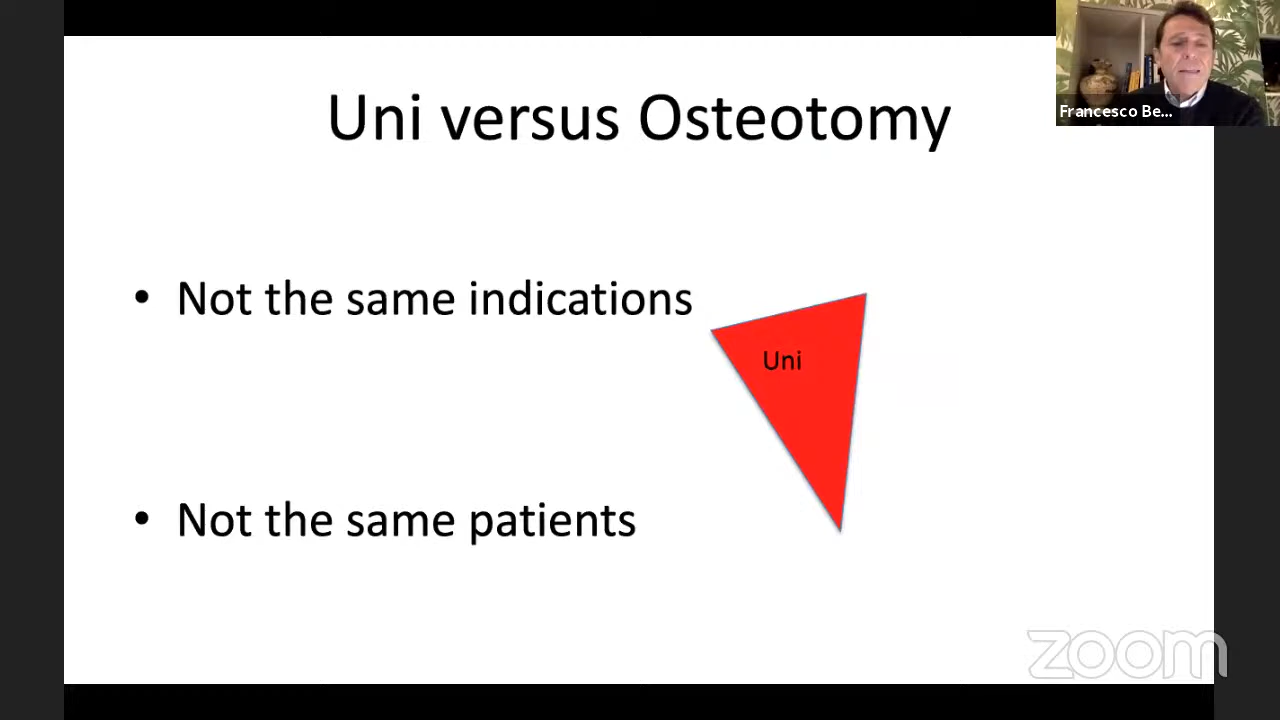 Uni versus Osteotomy
Francesco Be...
• Not the same indications
Uni
• Not the same patients
zoom